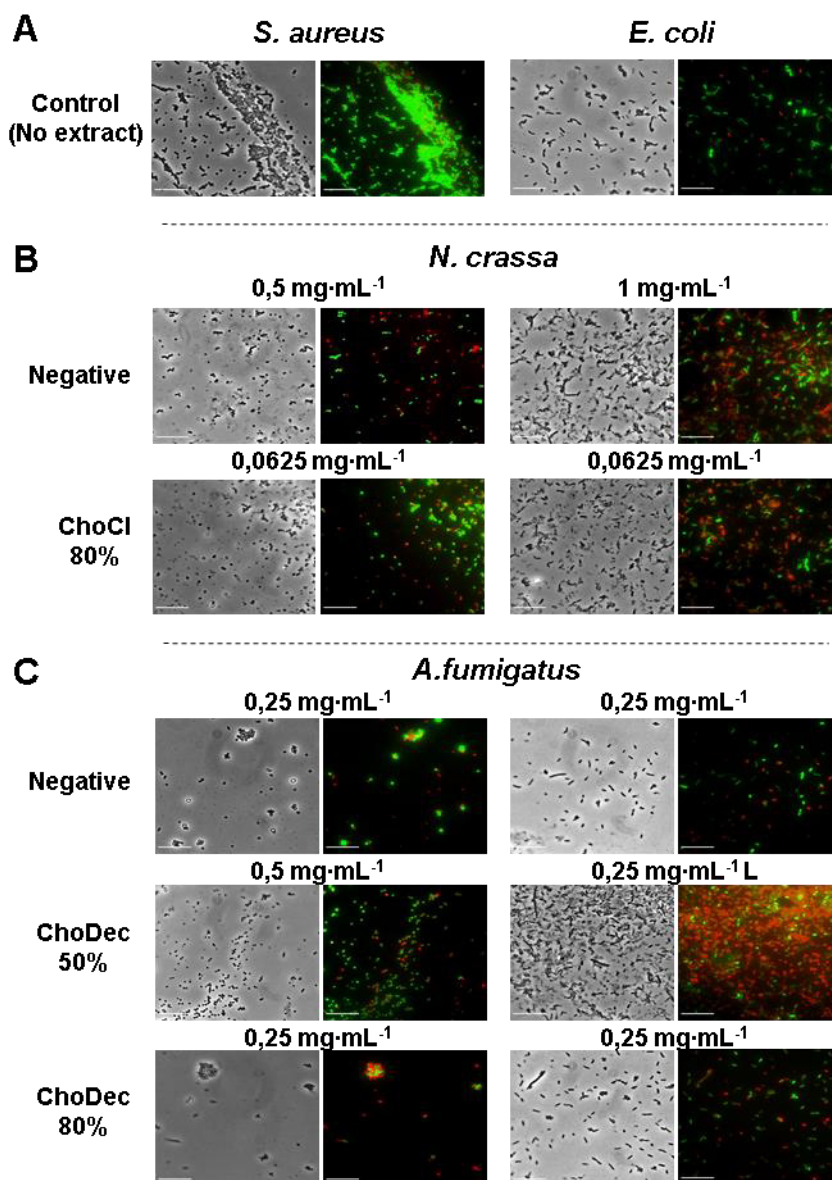 A
S. aureus
E. coli
Control
(No extract)
B
N. crassa
0,5 mg·mL⁻¹
1 mg·mL⁻¹
Negative
0,0625 mg·mL⁻¹
0,0625 mg·mL⁻¹
ChoCl
80%
C
A.fumigatus
0,25 mg·mL⁻¹
0,25 mg·mL⁻¹
Negative
0,5 mg·mL⁻¹
0,25 mg·mL⁻¹ L
ChoDec
50%
0,25 mg·mL⁻¹
0,25 mg·mL⁻¹
ChoDec
80%